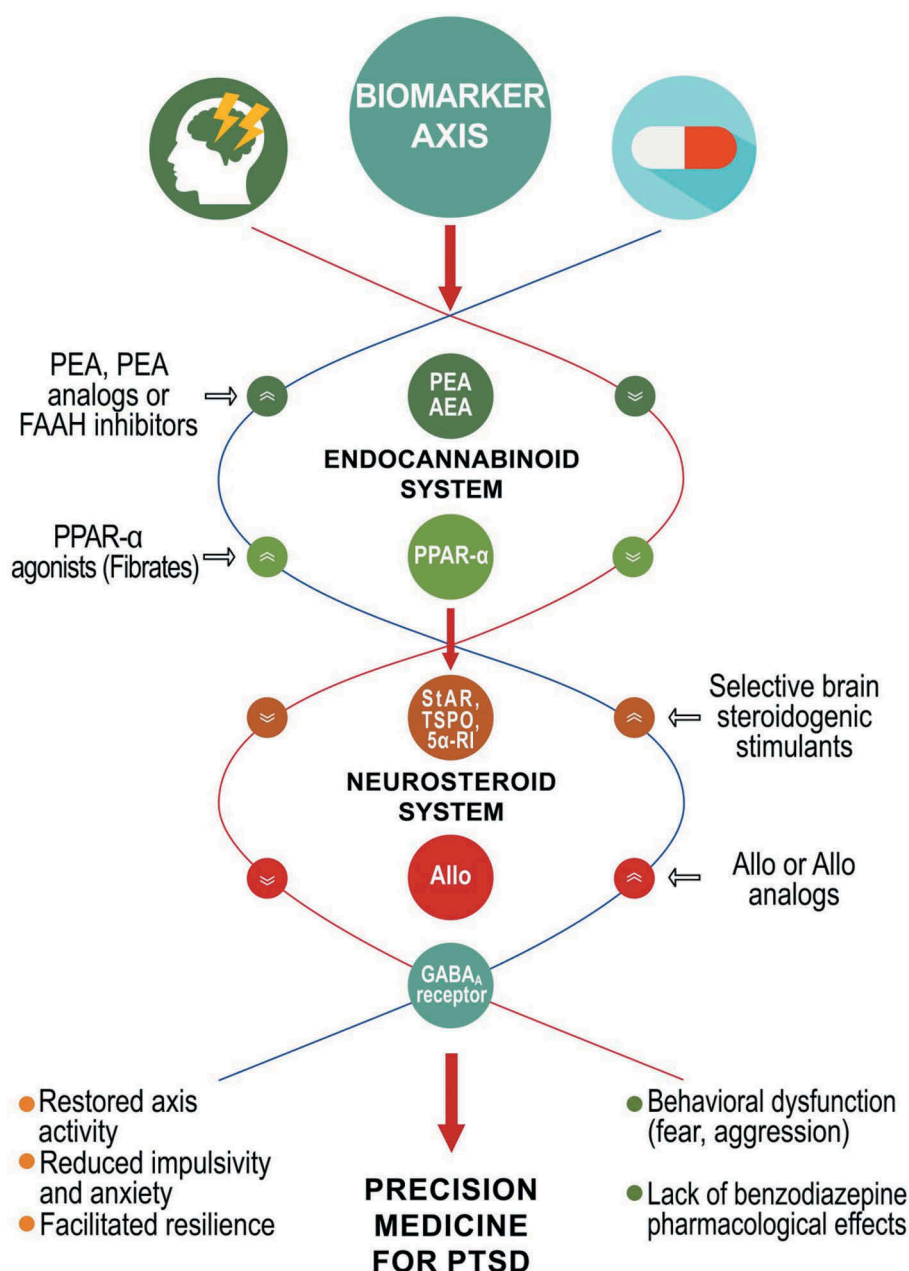 BIOMARKER
AXIS
PEA, PEA
analogs or
FAAH inhibitors
PEA
AEA
ENDOCANNABINOID
SYSTEM
PPAR-α
agonists (Fibrates)
PPAR-α
StAR,
TSPO,
5α-RI
Selective brain
steroidogenic
stimulants
NEUROSTEROID
SYSTEM
Allo
Allo or Allo
analogs
GABAA
receptor
Restored axis
activity
Reduced impulsivity
and anxiety
Facilitated resilience
PRECISION
MEDICINE
FOR PTSD
Behavioral dysfunction
(fear, aggression)
Lack of benzodiazepine
pharmacological effects